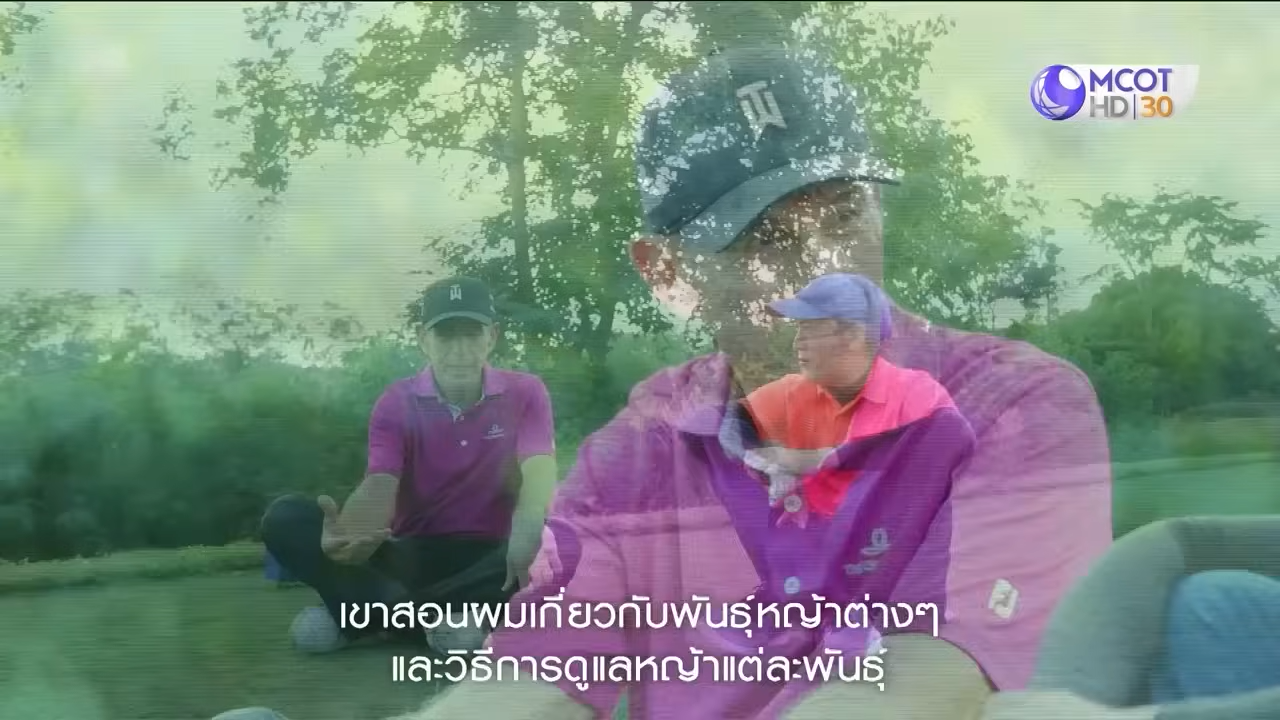 MCOT
HD|30
TW
TW
เขาสอนผมเกี่ยวกับพันธุ์หญ้าต่างๆ
และวิธีการดูแลหญ้าแต่ละพันธุ์